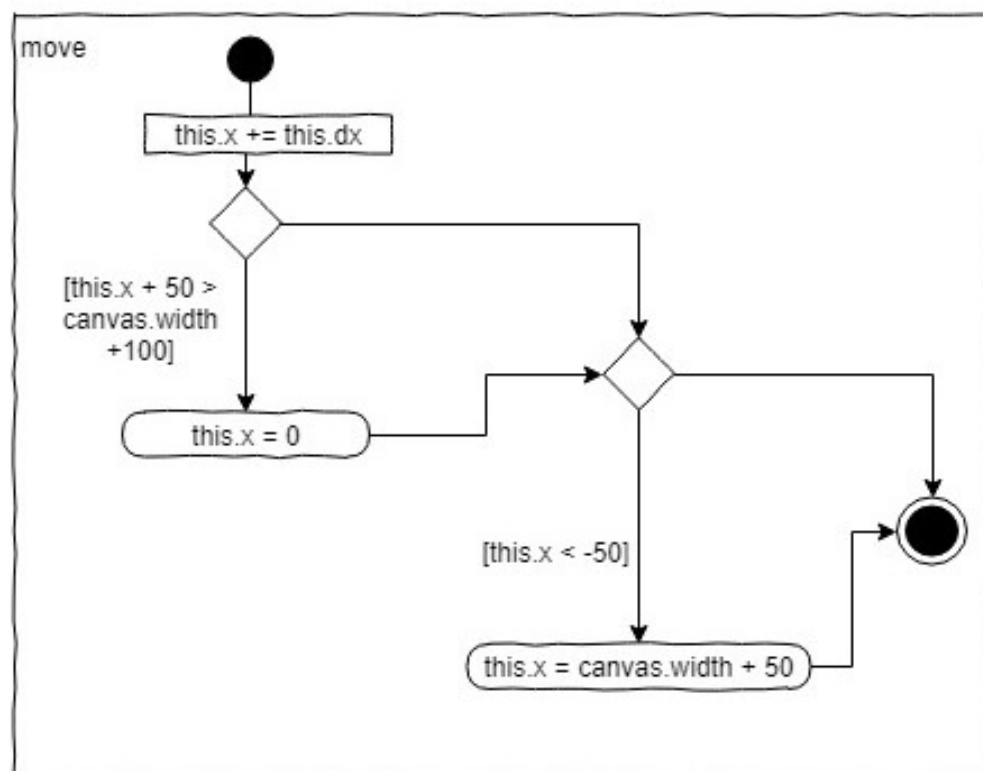 move
this.x += this.dx
[this.x + 50 >
canvas.width
+100]
this.x = 0
[this.x < -50]
this.x = canvas.width + 50